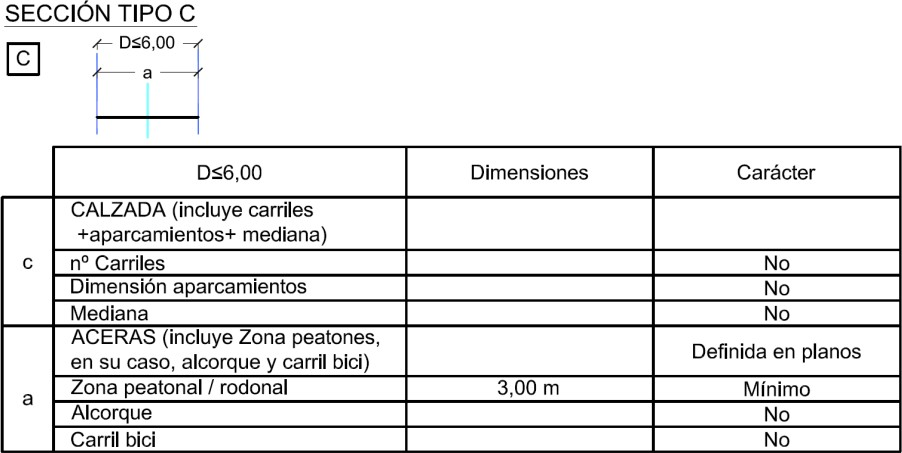 SECCIÓN TIPO C
C
D≤6,00
a
D≤6,00 Dimensiones Carácter
c
CALZADA (incluye carriles
+aparcamientos+ mediana)
nº Carriles No
Dimensión aparcamientos No
Mediana No
a
ACERAS (incluye Zona peatones,
en su caso, alcorque y carril bici) Definida en planos
Zona peatonal / rodonal 3,00 m Mínimo
Alcorque No
Carril bici No